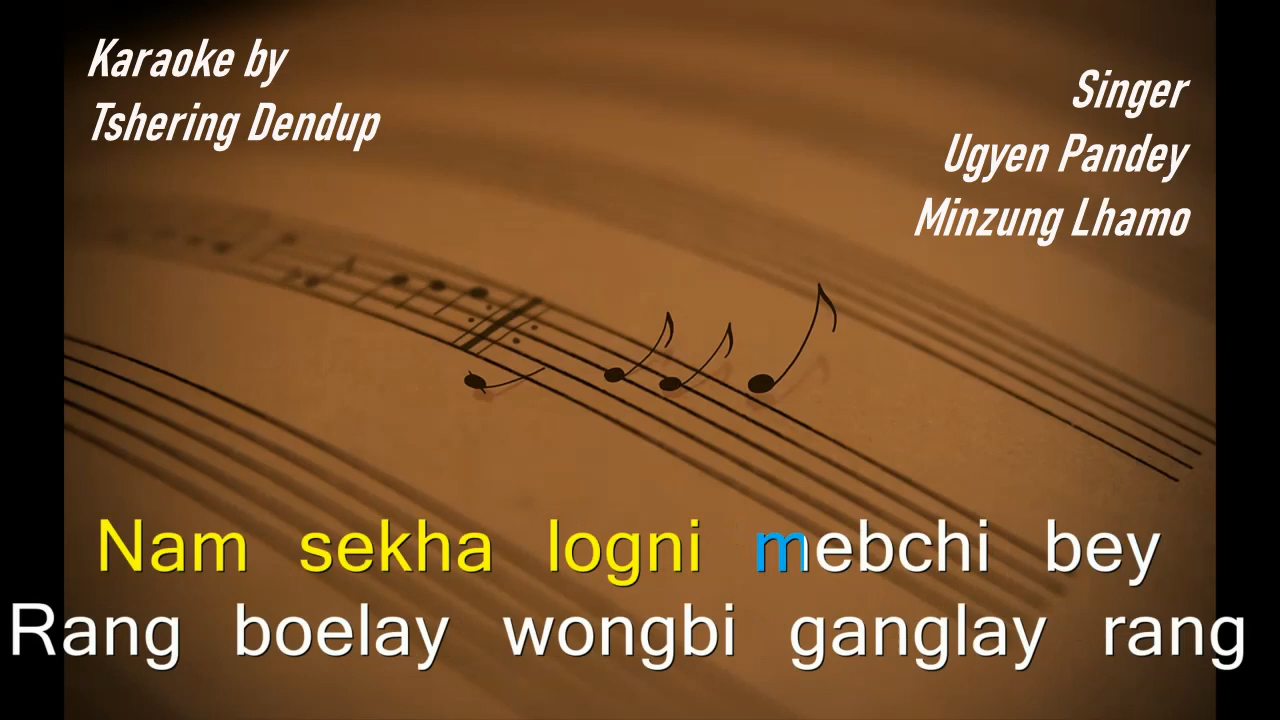 Karaoke by
Tshering Dendup
Singer
Ugyen Pandey
Minzung Lhamo
Nam sekha logni mebchi bey
Rang boelay wongbi ganglay rang